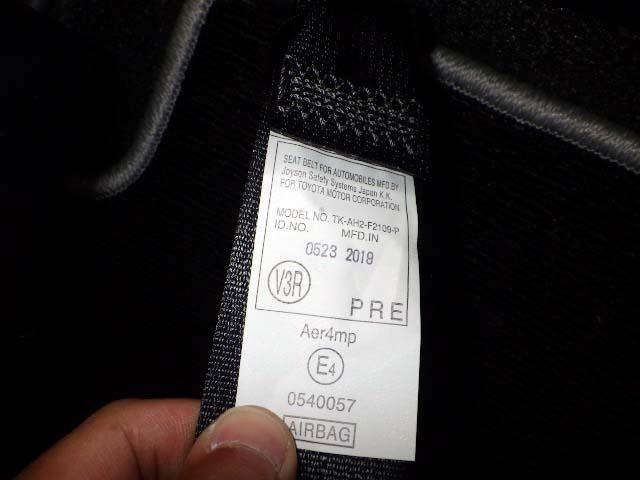 SEAT BELT FOR AUTOMOBILES MFD BY
Joyson Safety Systems Japan K.K.
FOR TOYOTA MOTOR CORPORATION
MODEL NO. TK-AH2-F2109-P
ID.NO. MFD.IN
0523 2018
V3R
PRE
Aer4mp
E4
0540057
AIRBAG